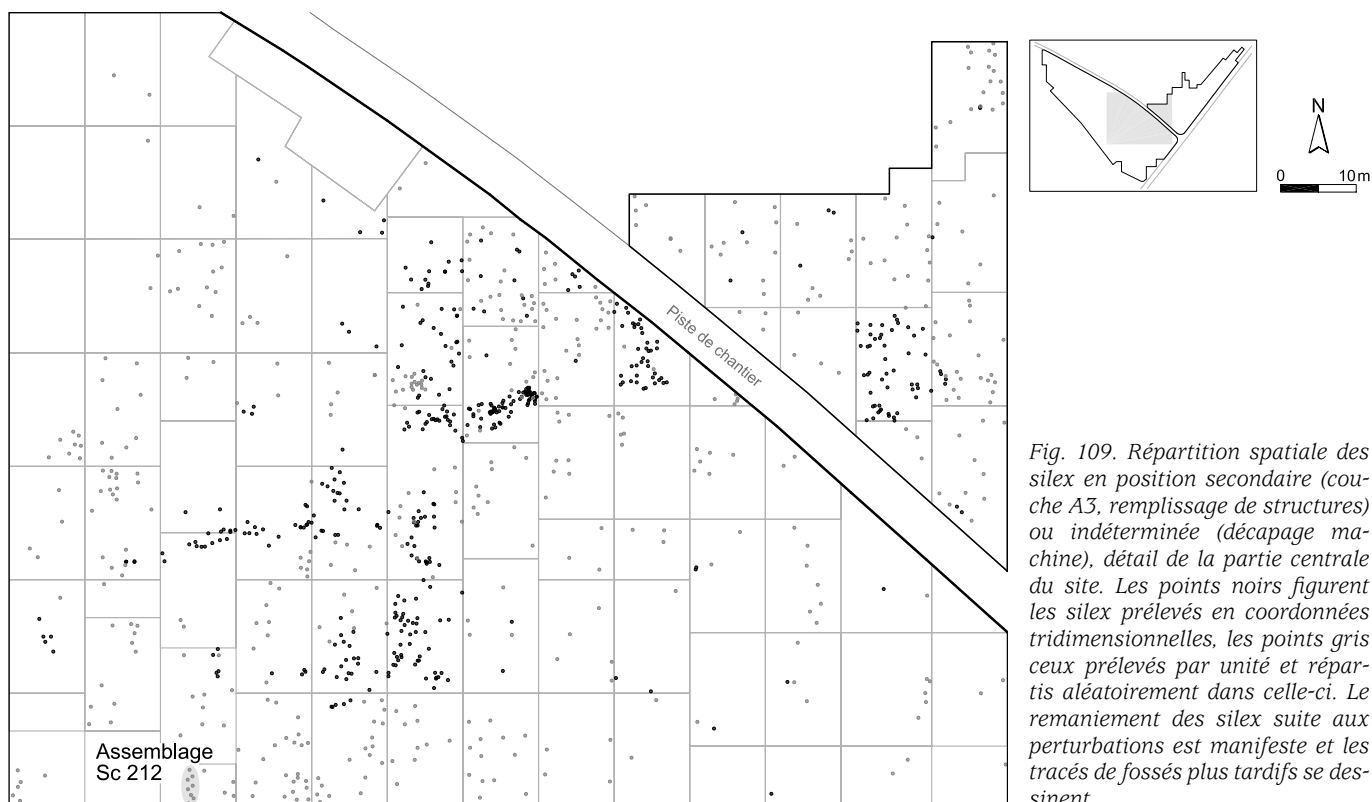 Piste de chantier
Assemblage
Sc 212
N
0 10m
Fig. 109. Répartition spatiale des
silex en position secondaire (cou-
che A3, remplissage de structures)
ou indéterminée (décapage ma-
chine), détail de la partie centrale
du site. Les points noirs figurent
les silex prélevés en coordonnées
tridimensionnelles, les points gris
ceux prélevés par unité et répar-
tis aléatoirement dans celle-ci. Le
remaniement des silex suite aux
perturbations est manifeste et les
tracés de fossés plus tardifs se des-
sinent.